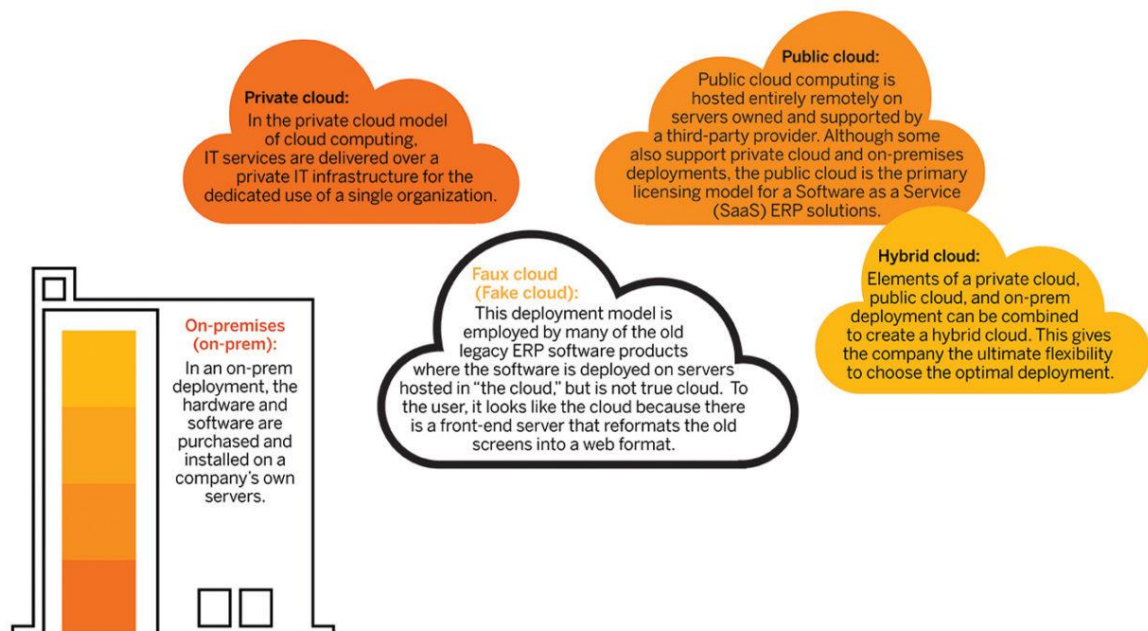 Private cloud:
In the private cloud model
of cloud computing,
IT services are delivered over a
private IT infrastructure for the
dedicated use of a single organization.
Public cloud:
Public cloud computing is
hosted entirely remotely on
servers owned and supported by
a third-party provider. Although some
also support private cloud and on-premises
deployments, the public cloud is the primary
licensing model for a Software as a Service
(SaaS) ERP solutions.
Hybrid cloud:
Elements of a private cloud,
public cloud, and on-prem
deployment can be combined
to create a hybrid cloud. This gives
the company the ultimate flexibility
to choose the optimal deployment.
Faux cloud
(Fake cloud):
This deployment model is
employed by many of the old
legacy ERP software products
where the software is deployed on servers
hosted in “the cloud,” but is not true cloud. To
the user, it looks like the cloud because there
is a front-end server that reformats the old
screens into a web format.
On-premises
(on-prem):
In an on-prem
deployment, the
hardware and
software are
purchased and
installed on a
company’s own
servers.